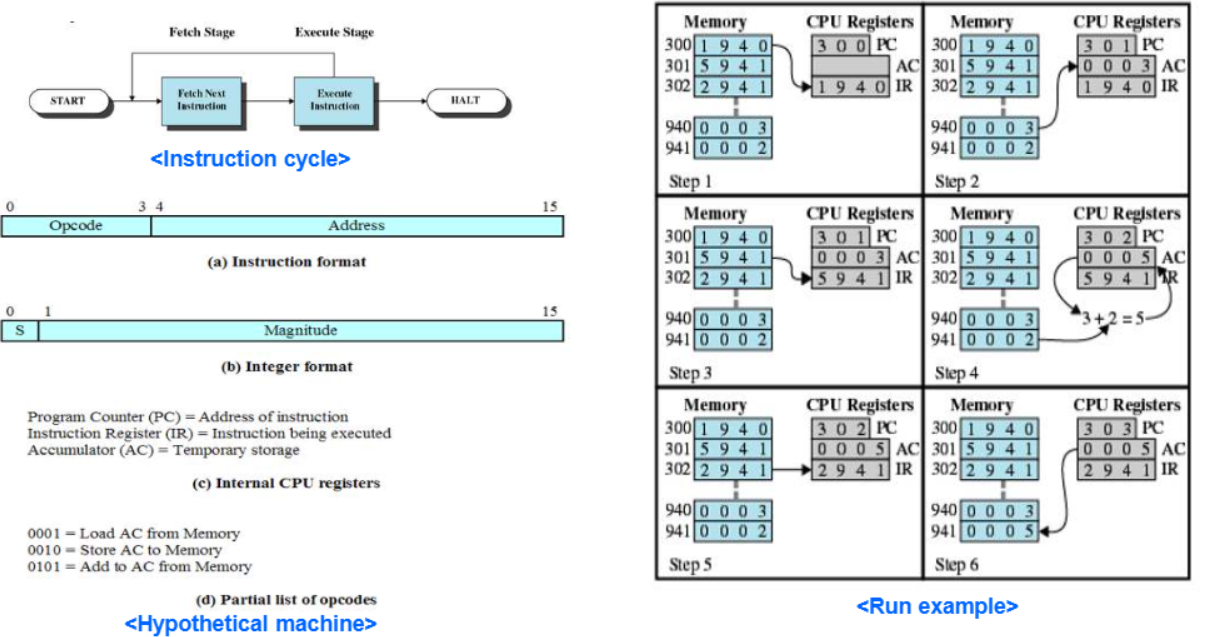 Fetch Stage Execute Stage
START
Fetch Next
Instruction
Execute
Instruction
HALT
<Instruction cycle>
0 3 4 15
Opcode Address
(a) Instruction format
0 1 15
S Magnitude
(b) Integer format
Program Counter (PC) = Address of instruction
Instruction Register (IR) = Instruction being executed
Accumulator (AC) = Temporary storage
(c) Internal CPU registers
0001 = Load AC from Memory
0010 = Store AC to Memory
0101 = Add to AC from Memory
(d) Partial list of opcodes
<Hypothetical machine>
Memory CPU Registers
300 1 9 4 0 3 0 0 PC
301 5 9 4 1 AC
302 2 9 4 1 1 9 4 0 IR
940 0 0 0 3
941 0 0 0 2
Step 1
Memory CPU Registers
300 1 9 4 0 3 0 1 PC
301 5 9 4 1 0 0 0 3 AC
302 2 9 4 1 1 9 4 0 IR
940 0 0 0 3
941 0 0 0 2
Step 2
Memory CPU Registers
300 1 9 4 0 3 0 1 PC
301 5 9 4 1 0 0 0 3 AC
302 2 9 4 1 5 9 4 1 IR
940 0 0 0 3
941 0 0 0 2
Step 3
Memory CPU Registers
300 1 9 4 0 3 0 2 PC
301 5 9 4 1 0 0 0 5 AC
302 2 9 4 1 5 9 4 1 IR
940 0 0 0 3 3 + 2 = 5
941 0 0 0 2
Step 4
Memory CPU Registers
300 1 9 4 0 3 0 2 PC
301 5 9 4 1 0 0 0 5 AC
302 2 9 4 1 2 9 4 1 IR
940 0 0 0 3
941 0 0 0 2
Step 5
Memory CPU Registers
300 1 9 4 0 3 0 3 PC
301 5 9 4 1 0 0 0 5 AC
302 2 9 4 1 2 9 4 1 IR
940 0 0 0 3
941 0 0 0 5
Step 6
<Run example>